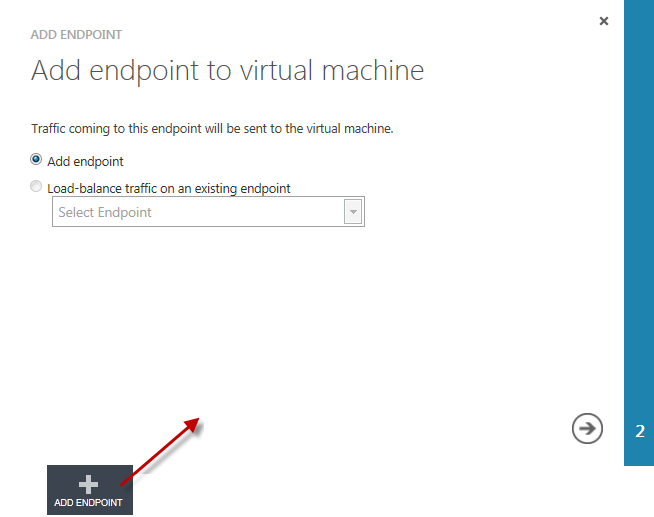 ADD ENDPOINT
Add endpoint to virtual machine
Traffic coming to this endpoint will be sent to the virtual machine.
Add endpoint
Load-balance traffic on an existing endpoint
Select Endpoint
2
ADD ENDPOINT